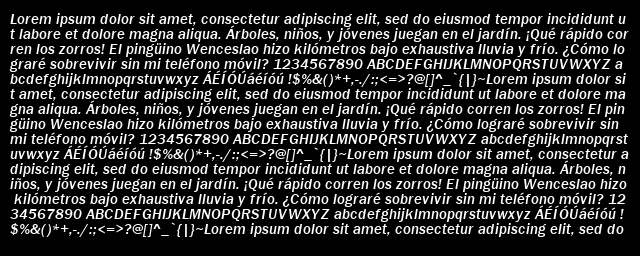 Lorem ipsum dolor sit amet, consectetur adipiscing elit, sed do eiusmod tempor incididunt u
t labore et dolore magna aliqua. Árboles, niños, y jóvenes juegan en el jardín. ¡Qué rápido cor
ren los zorros! El pingüino Wenceslao hizo kilómetros bajo exhaustiva lluvia y frío. ¿Cómo lo
graré sobrevivir sin mi teléfono móvil? 1234567890 ABCDEFGHIJKLMNOPQRSTUVWXYZ a
bcdefghijklmnopqrstuvwxyz ÁÉÍÓÚáéíóú !$%&()*+,-./:;<=>?@[]^_`{|}~Lorem ipsum dolor si
t amet, consectetur adipiscing elit, sed do eiusmod tempor incididunt ut labore et dolore ma
gna aliqua. Árboles, niños, y jóvenes juegan en el jardín. ¡Qué rápido corren los zorros! El pin
güino Wenceslao hizo kilómetros bajo exhaustiva lluvia y frío. ¿Cómo lograré sobrevivir sin
mi teléfono móvil? 1234567890 ABCDEFGHIJKLMNOPQRSTUVWXYZ abcdefghijklmnopqrst
uvwxyz ÁÉÍÓÚáéíóú !$%&()*+,-./:;<=>?@[]^_`{|}~Lorem ipsum dolor sit amet, consectetur a
dipiscing elit, sed do eiusmod tempor incididunt ut labore et dolore magna aliqua. Árboles, n
iños, y jóvenes juegan en el jardín. ¡Qué rápido corren los zorros! El pingüino Wenceslao hizo
kilómetros bajo exhaustiva lluvia y frío. ¿Cómo lograré sobrevivir sin mi teléfono móvil? 12
34567890 ABCDEFGHIJKLMNOPQRSTUVWXYZ abcdefghijklmnopqrstuvwxyz ÁÉÍÓÚáéíóú !
$%&()*+,-./:;<=>?@[]^_`{|}~Lorem ipsum dolor sit amet, consectetur adipiscing elit, sed do